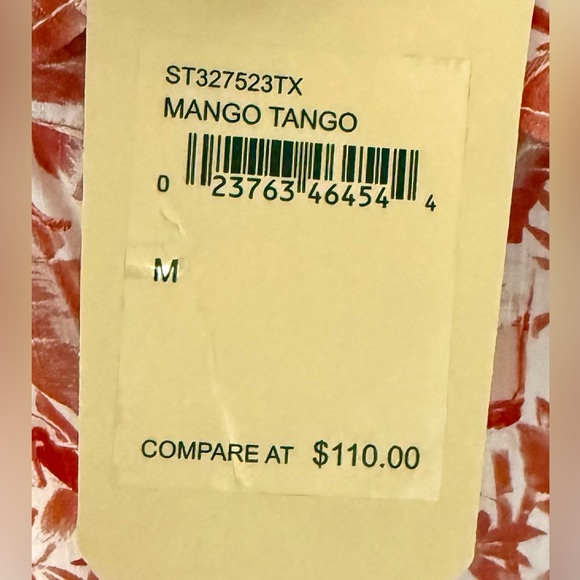 ST327523TX
MANGO TANGO
0 23763 46454 4
M
COMPARE AT $110.00